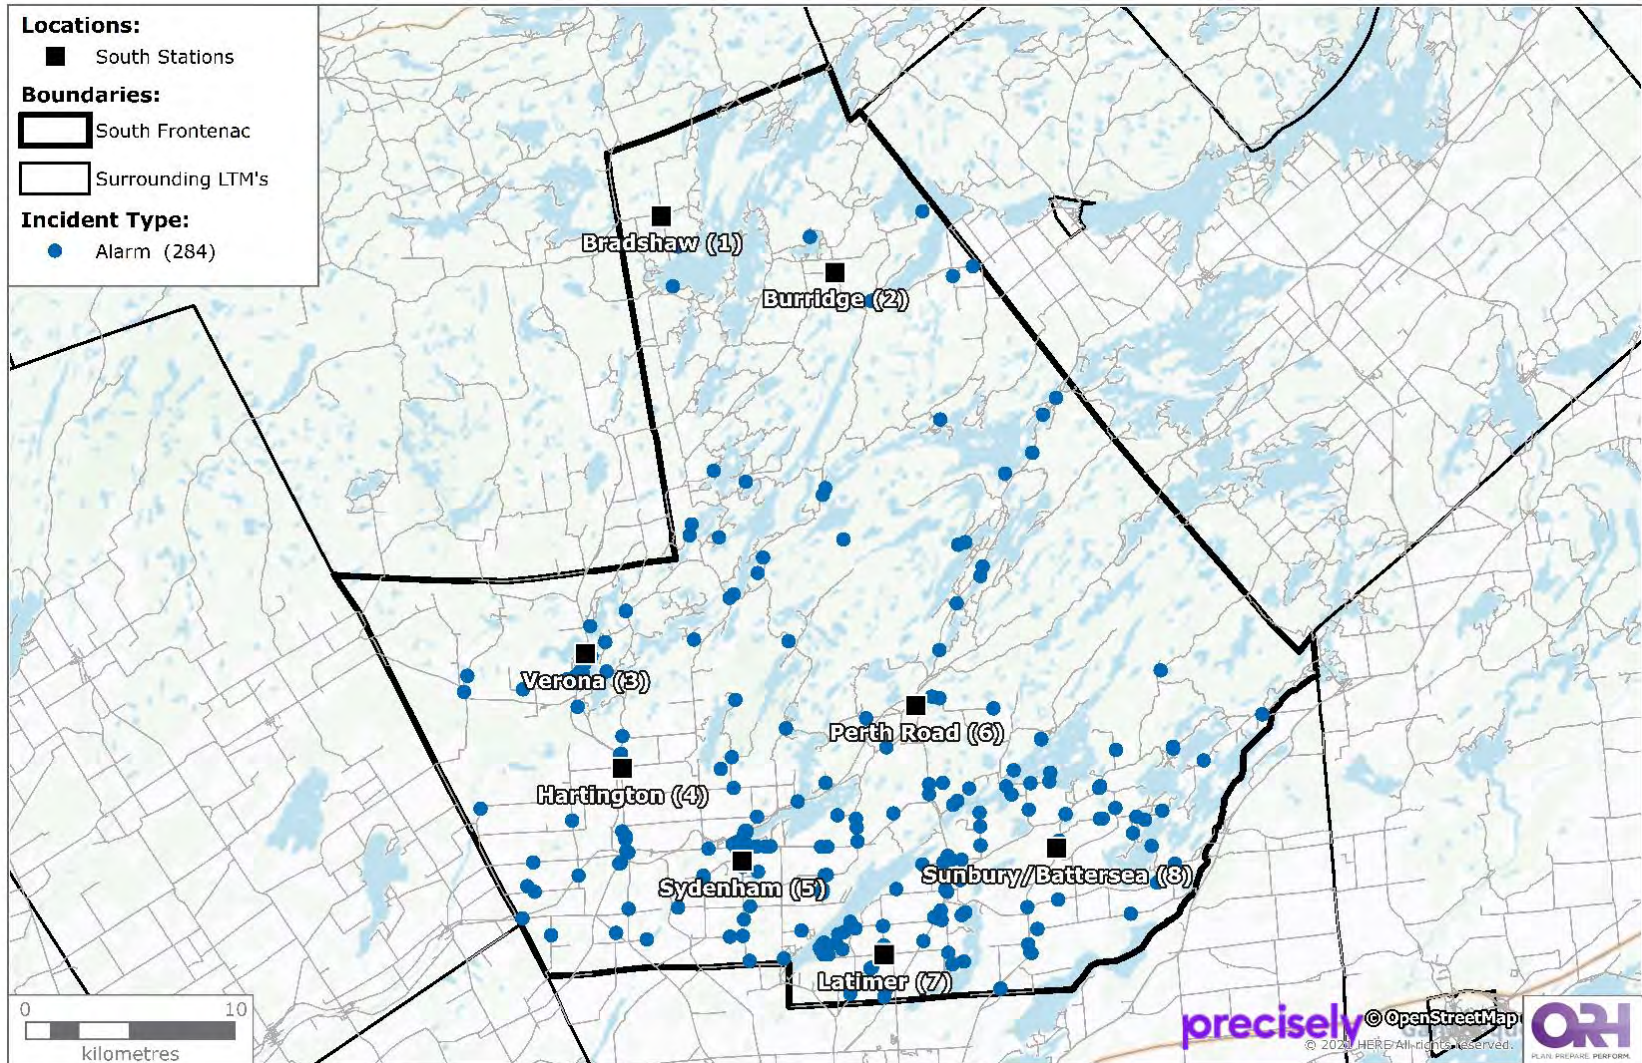 Locations:
South Stations
Boundaries:
South Frontenac
Surrounding LTM's
Incident Type:
Alarm (284)
Bradshaw (1)
Burridge (2)
Verona (3)
Perth Road (6)
Hartington (4)
Sunbury/Battersea (8)
Sydenham (5)
Latimer (7)
0 10
kilometres
precisely
© OpenStreetMap
© 2021 HERE All rights reserved.
ORH
PLAN. PREPARE. PERFORM.